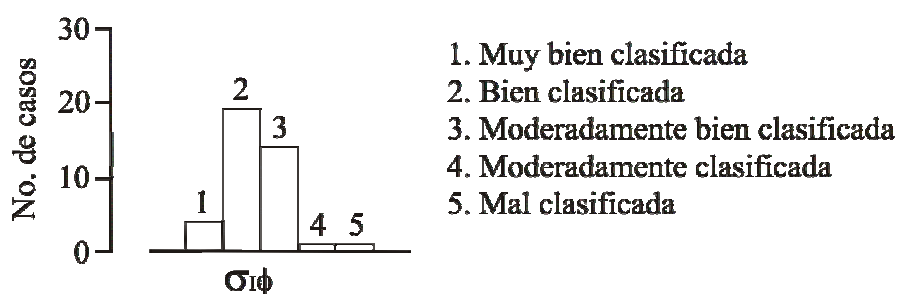 No. de casos
30
20
10
0
1
2
3
4
5
σIϕ
1. Muy bien clasificada
2. Bien clasificada
3. Moderadamente bien clasificada
4. Moderadamente clasificada
5. Mal clasificada